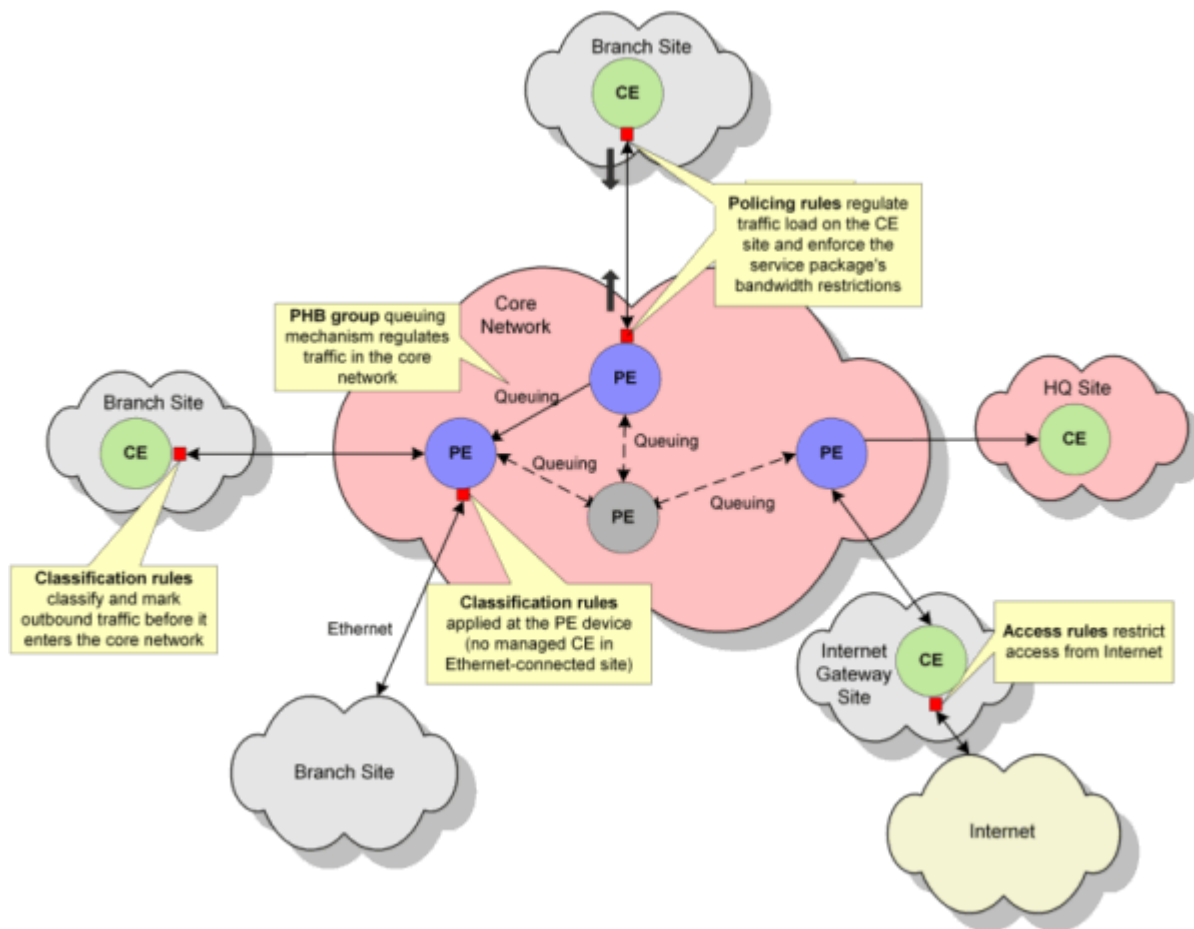 Branch Site
CE
Policing rules regulate
traffic load on the CE
site and enforce the
service package's
bandwidth restrictions
Core
Network
PHB group queuing
mechanism regulates
traffic in the core
network
PE
Queuing
Branch Site
CE
PE
Queuing
Queuing
PE
Queuing
PE
HQ Site
CE
Classification rules
classify and mark
outbound traffic before it
enters the core network
Ethernet
Classification rules
applied at the PE device
(no managed CE in
Ethernet-connected site)
Internet
Gateway
Site
CE
Access rules restrict
access from Internet
Branch Site
Internet